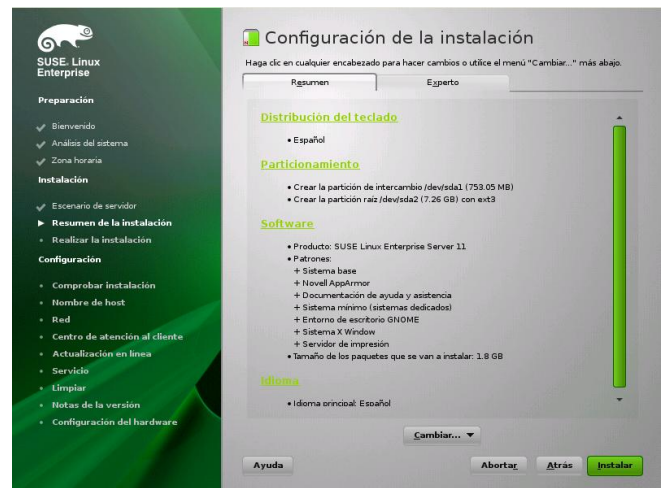 SUSE. Linux
Enterprise
Preparación
Bienvenido
Análisis del sistema
Zona horaria
Instalación
Escenario de servidor
Resumen de la instalación
Realizar la instalación
Configuración
Comprobar instalación
Nombre de host
Red
Centro de atención al cliente
Actualización en línea
Servicio
Limpiar
Notas de la versión
Configuración del hardware
Configuración de la instalación
Haga clic en cualquier encabezado para hacer cambios o utilice el menú "Cambiar..." más abajo.
Resumen
Experto
Distribución del teclado
• Español
Particionamiento
• Crear la partición de intercambio /dev/sda1 (753.05 MB)
• Crear la partición raíz /dev/sda2 (7.26 GB) con ext3
Software
• Producto: SUSE Linux Enterprise Server 11
• Patrones:
+ Sistema base
+ Novell AppArmor
+ Documentación de ayuda y asistencia
+ Sistema mínimo (sistemas dedicados)
+ Entorno de escritorio GNOME
+ Sistema X Window
+ Servidor de impresión
• Tamaño de los paquetes que se van a instalar: 1.8 GB
Idioma
• Idioma principal: Español
Cambiar...
Ayuda
Abortar
Atrás
Instalar